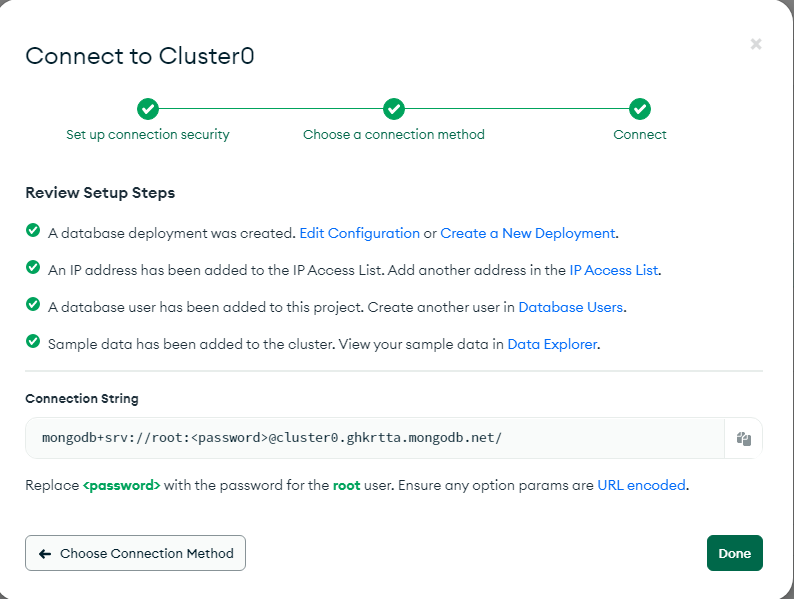 Connect to Cluster0
Set up connection security
Choose a connection method
Connect
Review Setup Steps
A database deployment was created. Edit Configuration or Create a New Deployment.
An IP address has been added to the IP Access List. Add another address in the IP Access List.
A database user has been added to this project. Create another user in Database Users.
Sample data has been added to the cluster. View your sample data in Data Explorer.
Connection String
mongodb+srv://root:<password>@cluster0.ghkrtta.mongodb.net/
Replace <password> with the password for the root user. Ensure any option params are URL encoded.
Choose Connection Method
Done